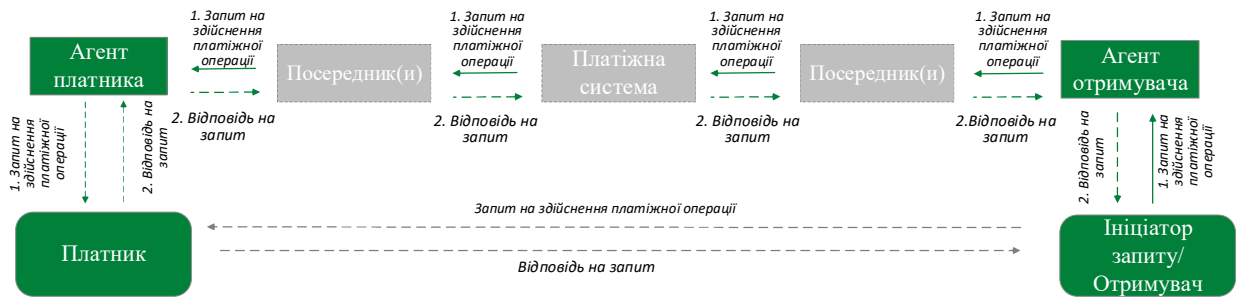 1. Запит на
здійснення
платіжної
операції
1. Запит на
здійснення
платіжної
операції
1. Запит на
здійснення
платіжної
операції
1. Запит на
здійснення
платіжної
операції
Агент
платника
Посередник(и)
Платіжна
система
Посередник(и)
Агент
отримувача
2. Відповідь на
запит
2. Відповідь на
запит
2. Відповідь на
запит
2.Відповідь на
запит
1. Запит на
здійснення
платіжної
операції
2. Відповідь на
запит
2. Відповідь на
запит
1. Запит на
здійснення
платіжної
операції
Запит на здійснення платіжної операції
Платник
Відповідь на запит
Ініціатор
запиту/
Отримувач